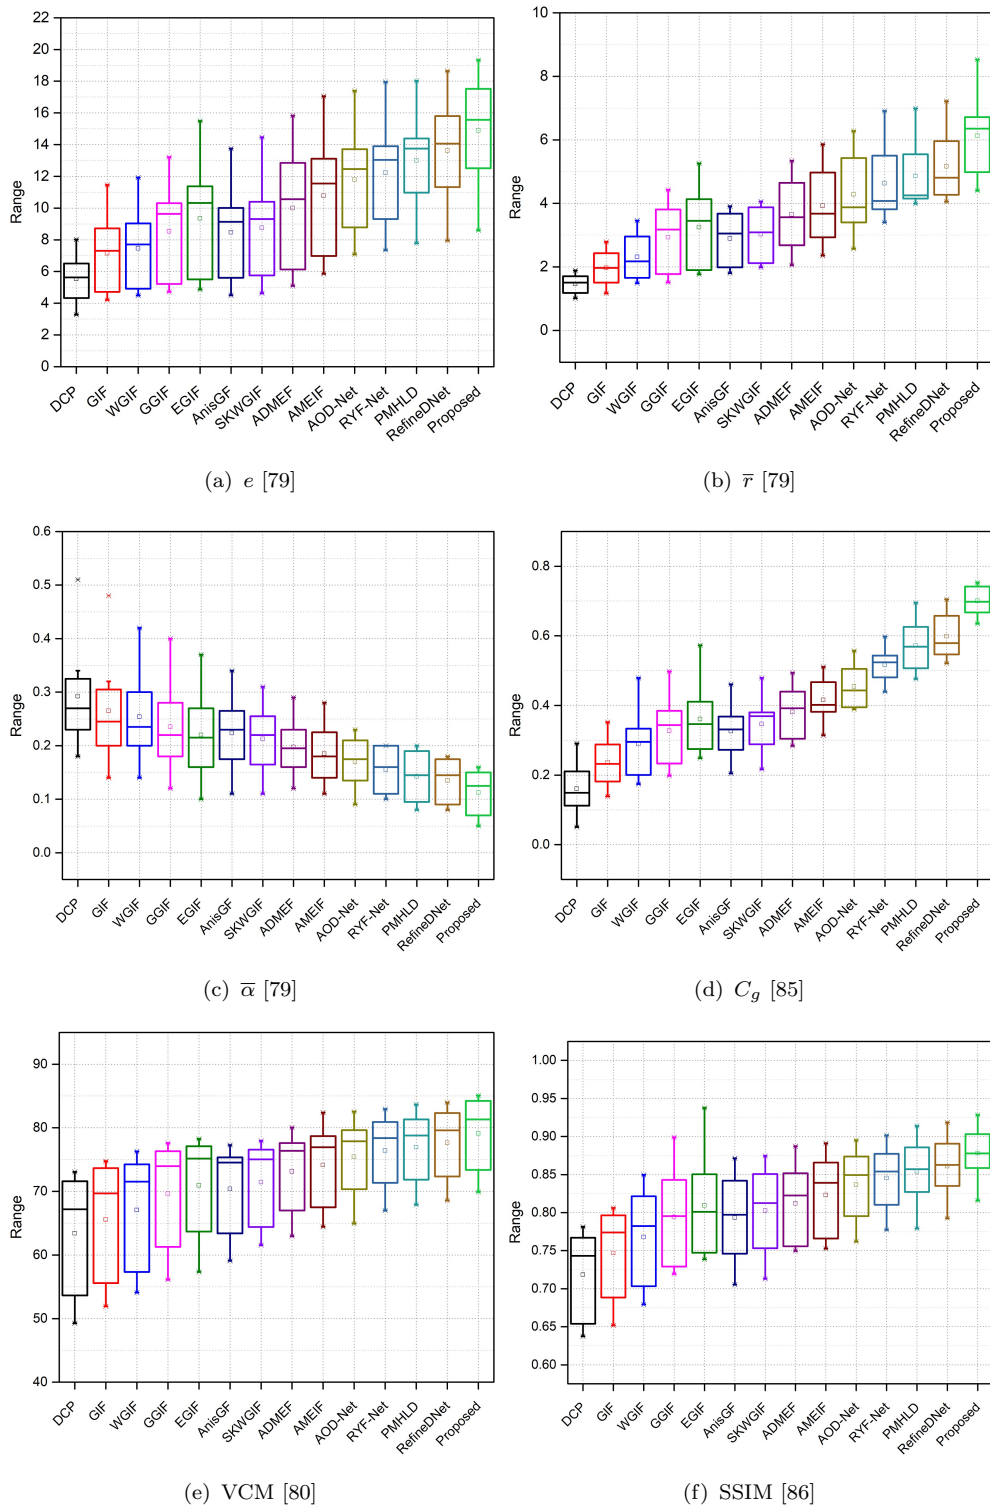 22
20
18
16
14
12
10
8
6
4
2
0
Range
DCP
GIF
WGIF
GGIF
EGIF
AnisGF
SKWGIF
ADMEF
AMEIF
AOD-Net
RYF-Net
PMHLD
RefineDNet
Proposed
(a) e [79]
10
8
6
4
2
0
Range
DCP
GIF
WGIF
GGIF
EGIF
AnisGF
SKWGIF
ADMEF
AMEIF
AOD-Net
RYF-Net
PMHLD
RefineDNet
Proposed
(b) r̅ [79]
0.6
0.5
0.4
0.3
0.2
0.1
0.0
Range
DCP
GIF
WGIF
GGIF
EGIF
AnisGF
SKWGIF
ADMEF
AMEIF
AOD-Net
RYF-Net
PMHLD
RefineDNet
Proposed
(c) α̅ [79]
0.8
0.6
0.4
0.2
0.0
Range
DCP
GIF
WGIF
GGIF
EGIF
AnisGF
SKWGIF
ADMEF
AMEIF
AOD-Net
RYF-Net
PMHLD
RefineDNet
Proposed
(d) C_g [85]
90
80
70
60
50
40
Range
DCP
GIF
WGIF
GGIF
EGIF
AnisGF
SKWGIF
ADMEF
AMEIF
AOD-Net
RYF-Net
PMHLD
RefineDNet
Proposed
(e) VCM [80]
1.00
0.95
0.90
0.85
0.80
0.75
0.70
0.65
0.60
Range
DCP
GIF
WGIF
GGIF
EGIF
AnisGF
SKWGIF
ADMEF
AMEIF
AOD-Net
RYF-Net
PMHLD
RefineDNet
Proposed
(f) SSIM [86]